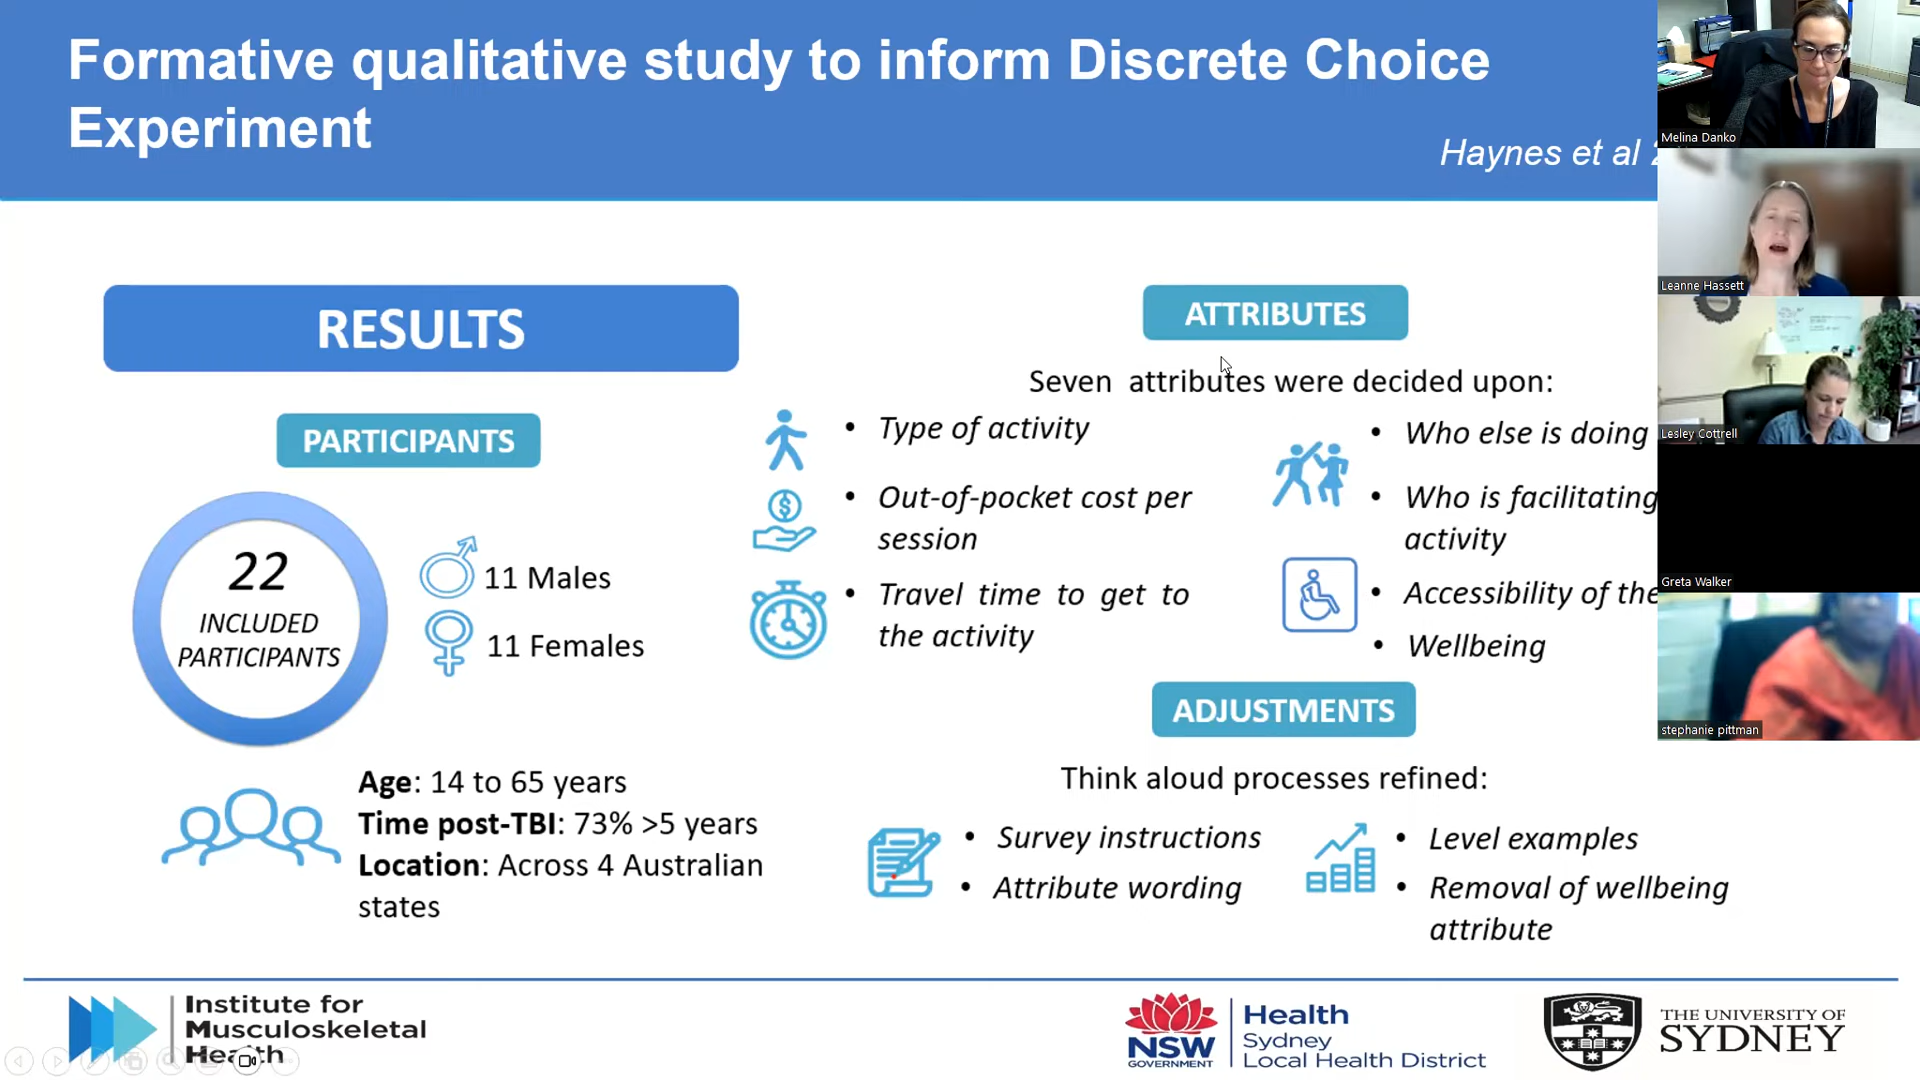 Formative qualitative study to inform Discrete Choice
Experiment
Haynes et al
RESULTS
PARTICIPANTS
22
INCLUDED
PARTICIPANTS
11 Males
11 Females
Age: 14 to 65 years
Time post-TBI: 73% >5 years
Location: Across 4 Australian
states
ATTRIBUTES
Seven attributes were decided upon:
• Type of activity
• Out-of-pocket cost per
session
• Travel time to get to
the activity
• Who else is doing
• Who is facilitating
activity
• Accessibility of the
• Wellbeing
ADJUSTMENTS
Think aloud processes refined:
• Survey instructions
• Attribute wording
• Level examples
• Removal of wellbeing
attribute
Institute for
Musculoskeletal
Health
NSW
GOVERNMENT
Health
Sydney
Local Health District
THE UNIVERSITY OF
SYDNEY
Melina Danko
Leanne Hassett
Lesley Cottrell
Greta Walker
stephanie pittman